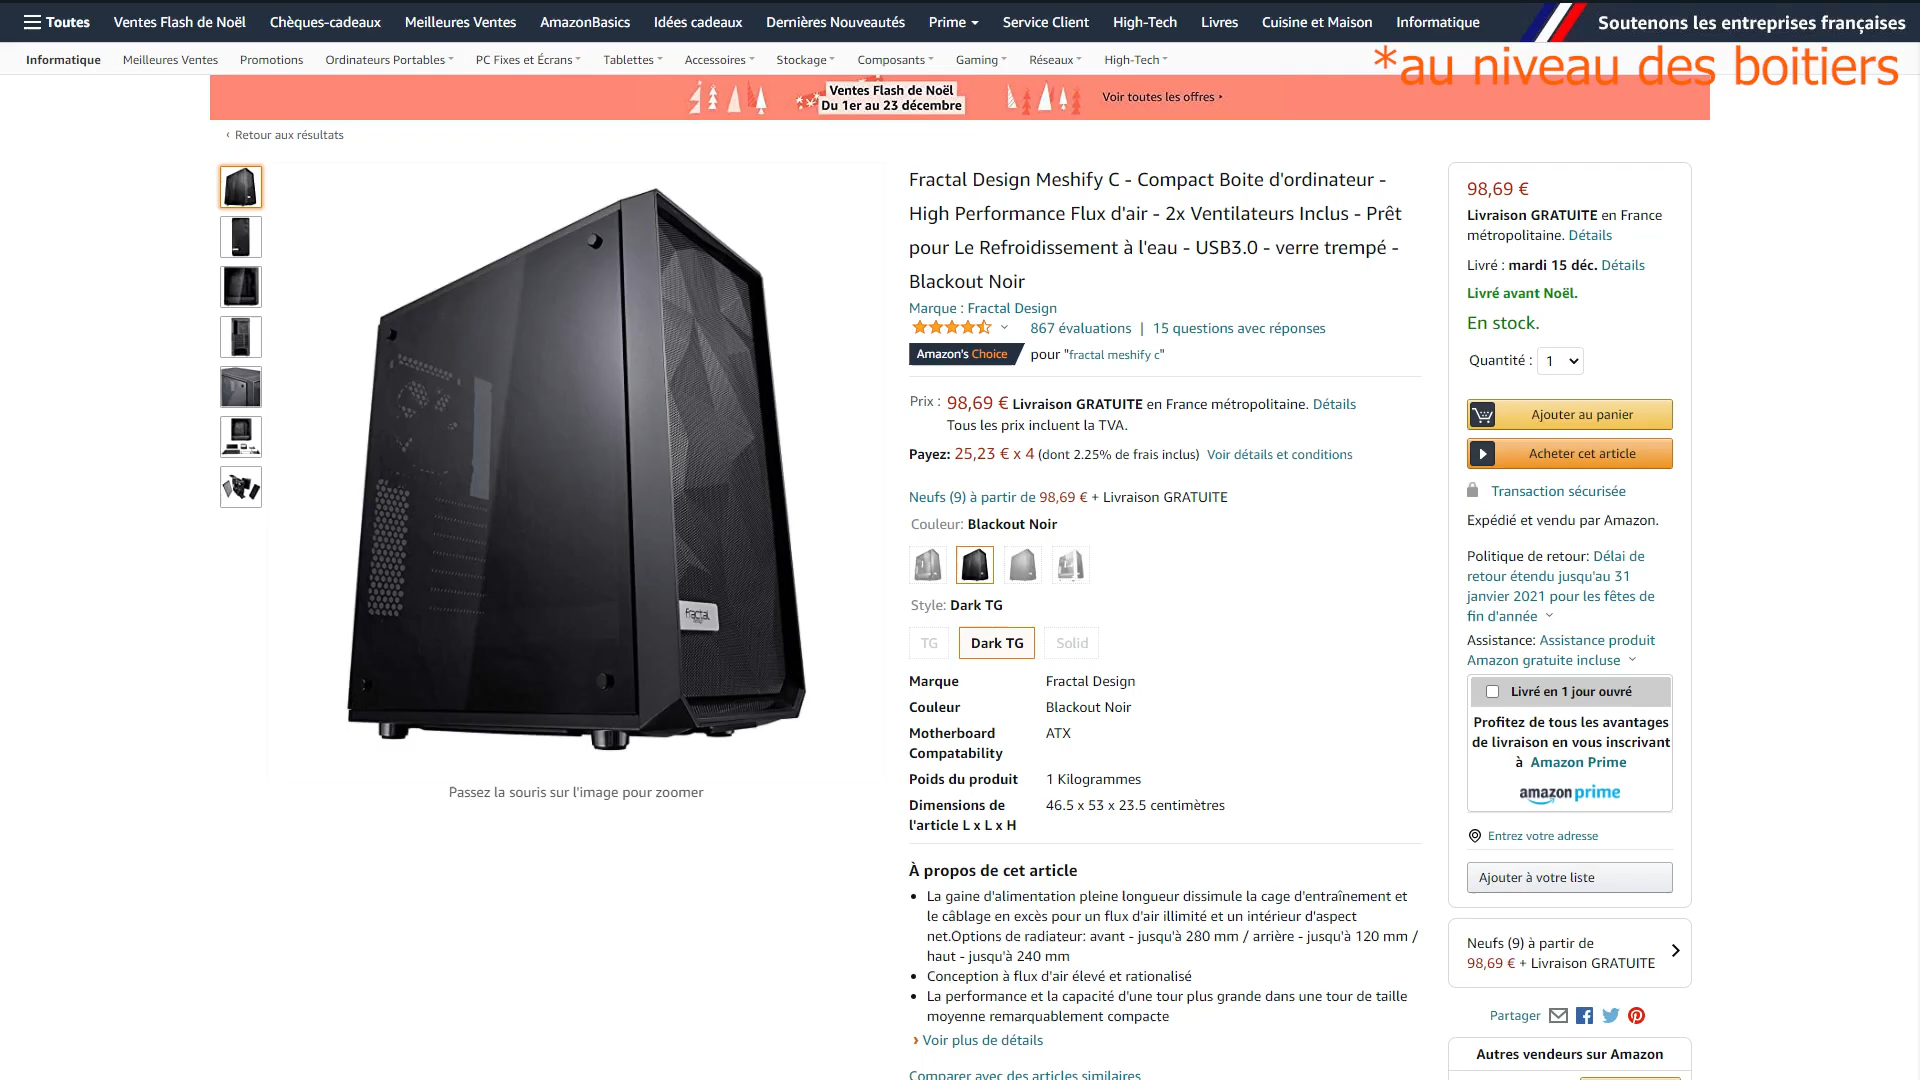 Toutes
Ventes Flash de Noël
Chèques-cadeaux
Meilleures Ventes
AmazonBasics
Idées cadeaux
Dernières Nouveautés
Prime
Service Client
High-Tech
Livres
Cuisine et Maison
Informatique
Soutenons les entreprises françaises
*au niveau des boitiers
Informatique
Meilleures Ventes
Promotions
Ordinateurs Portables
PC Fixes et Écrans
Tablettes
Accessoires
Stockage
Composants
Gaming
Réseaux
High-Tech
Ventes Flash de Noël
Du 1er au 23 décembre
Voir toutes les offres
‹ Retour aux résultats
fractal
design
Passez la souris sur l'image pour zoomer
Fractal Design Meshify C - Compact Boite d'ordinateur -
High Performance Flux d'air - 2x Ventilateurs Inclus - Prêt
pour Le Refroidissement à l'eau - USB3.0 - verre trempé -
Blackout Noir
Marque : Fractal Design
867 évaluations | 15 questions avec réponses
Amazon's Choice pour "fractal meshify c"
Prix : 98,69 € Livraison GRATUITE en France métropolitaine. Détails
Tous les prix incluent la TVA.
Payez: 25,23 € x 4 (dont 2.25% de frais inclus) Voir détails et conditions
Neufs (9) à partir de 98,69 € + Livraison GRATUITE
Couleur: Blackout Noir
Style: Dark TG
TG
Dark TG
Solid
Marque Fractal Design
Couleur Blackout Noir
Motherboard ATX
Compatability
Poids du produit 1 Kilogrammes
Dimensions de 46.5 x 53 x 23.5 centimètres
l'article L x L x H
À propos de cet article
• La gaine d'alimentation pleine longueur dissimule la cage d'entraînement et
le câblage en excès pour un flux d'air illimité et un intérieur d'aspect
net.Options de radiateur: avant - jusqu'à 280 mm / arrière - jusqu'à 120 mm /
haut - jusqu'à 240 mm
• Conception à flux d'air élevé et rationalisé
• La performance et la capacité d'une tour plus grande dans une tour de taille
moyenne remarquablement compacte
› Voir plus de détails
Comparer avec des articles similaires
98,69 €
Livraison GRATUITE en France
métropolitaine. Détails
Livré : mardi 15 déc. Détails
Livré avant Noël.
En stock.
Quantité : 1
Ajouter au panier
Acheter cet article
Transaction sécurisée
Expédié et vendu par Amazon.
Politique de retour: Délai de
retour étendu jusqu'au 31
janvier 2021 pour les fêtes de
fin d'année
Assistance: Assistance produit
Amazon gratuite incluse
Livré en 1 jour ouvré
Profitez de tous les avantages
de livraison en vous inscrivant
à Amazon Prime
amazon prime
Entrez votre adresse
Ajouter à votre liste
Neufs (9) à partir de
98,69 € + Livraison GRATUITE
Partager
Autres vendeurs sur Amazon